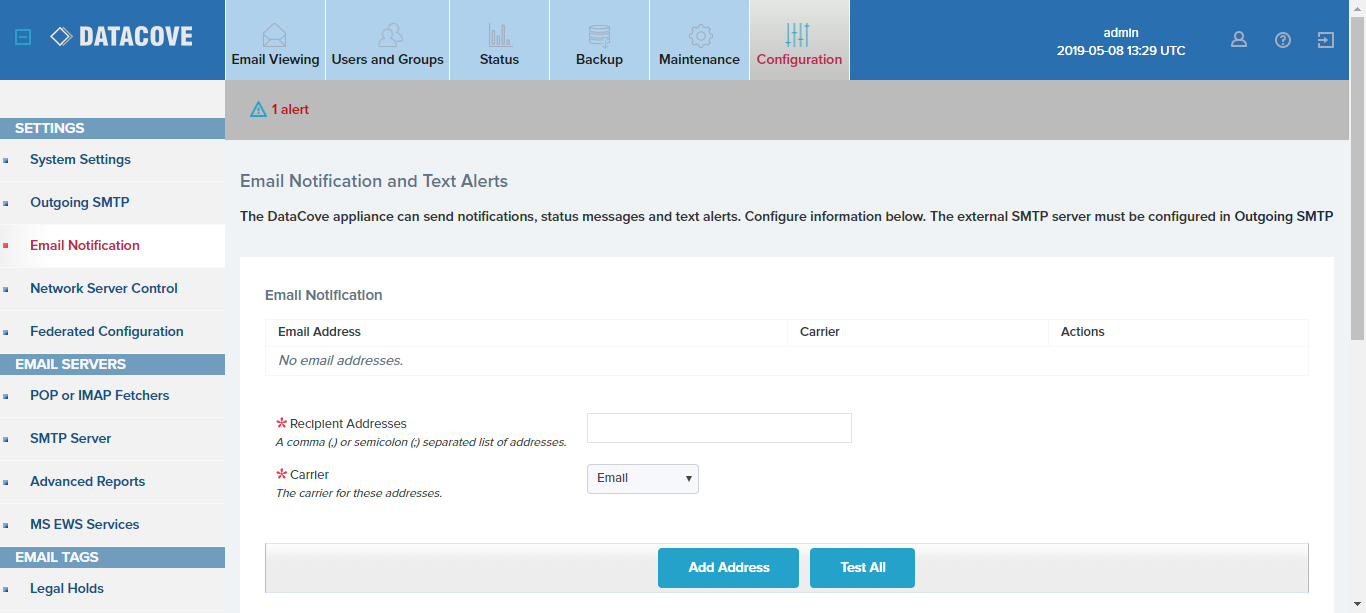 DATACOVE
Email Viewing
Users and Groups
Status
Backup
Maintenance
Configuration
admin
2019-05-08 13:29 UTC
1 alert
SETTINGS
System Settings
Outgoing SMTP
Email Notification
Network Server Control
Federated Configuration
EMAIL SERVERS
POP or IMAP Fetchers
SMTP Server
Advanced Reports
MS EWS Services
EMAIL TAGS
Legal Holds
Email Notification and Text Alerts
The DataCove appliance can send notifications, status messages and text alerts. Configure information below. The external SMTP server must be configured in Outgoing SMTP
Email Notification
Email Address Carrier Actions
No email addresses.
*Recipient Addresses
A comma (,) or semicolon (;) separated list of addresses.
*Carrier
Email
The carrier for these addresses.
Add Address Test All